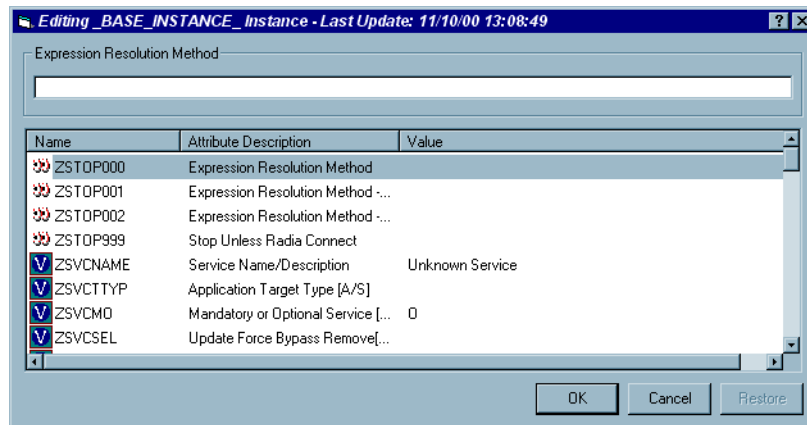 Editing _BASE_INSTANCE_ Instance - Last Update: 11/10/00 13:08:49
Expression Resolution Method
Name Attribute Description Value
ZSTOP000 Expression Resolution Method
ZSTOP001 Expression Resolution Method -...
ZSTOP002 Expression Resolution Method -...
ZSTOP999 Stop Unless Radia Connect
V ZSVCNAME Service Name/Description Unknown Service
V ZSVCTTYP Application Target Type [A/S]
V ZSVCMO Mandatory or Optional Service [... O
V ZSVCSEL Update Force Bypass Remove[...
OK Cancel Restore